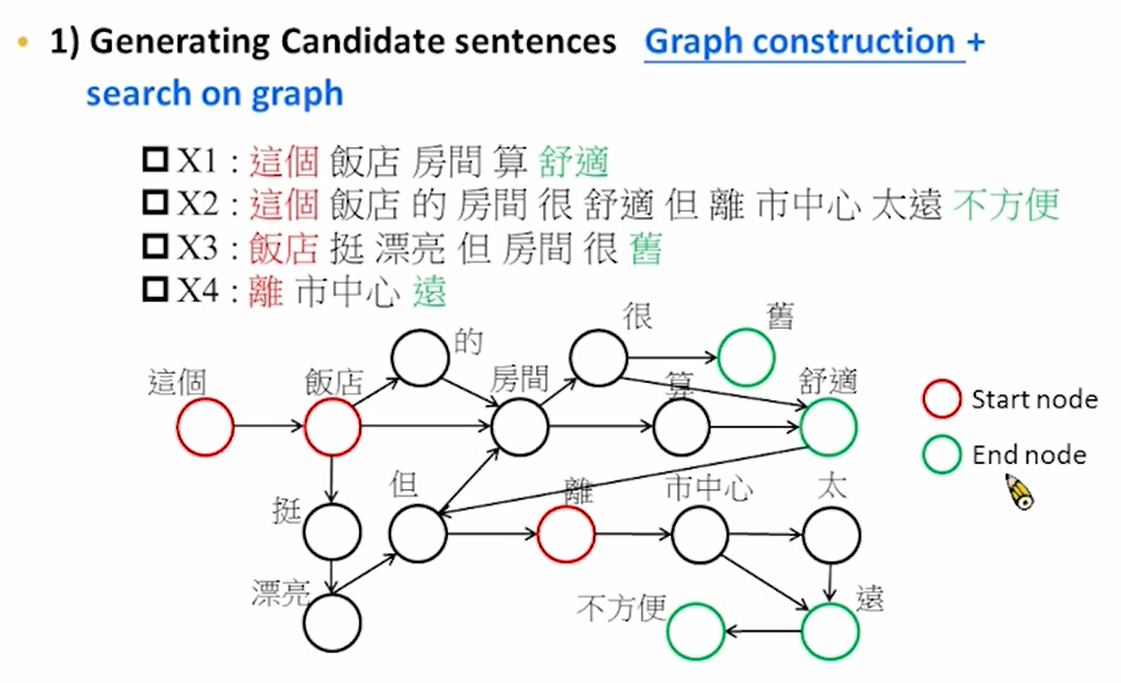 • 1) Generating Candidate sentences Graph construction +
search on graph
X1 : 這個 飯店 房間 算 舒適
X2 : 這個 飯店 的 房間 很 舒適 但 離 市中心 太遠 不方便
X3 : 飯店 挺 漂亮 但 房間 很 舊
X4 : 離 市中心 遠
很
舊
的
這個
飯店
房間
算
舒適
Start node
End node
挺
但
離
市中心
太
漂亮
不方便
遠